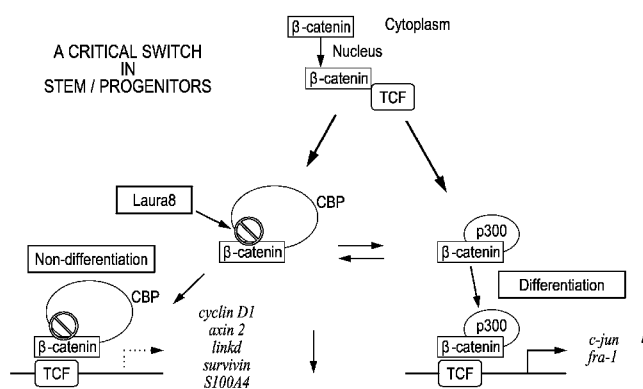 β-catenin
Cytoplasm
A CRITICAL SWITCH
IN
STEM / PROGENITORS
Nucleus
β-catenin
TCF
Laura8
CBP
β-catenin
p300
β-catenin
Non-differentiation
Differentiation
CBP
β-catenin
TCF
cyclin D1
axin 2
linkd
survivin
S100A4
p300
β-catenin
TCF
c-jun
fra-1